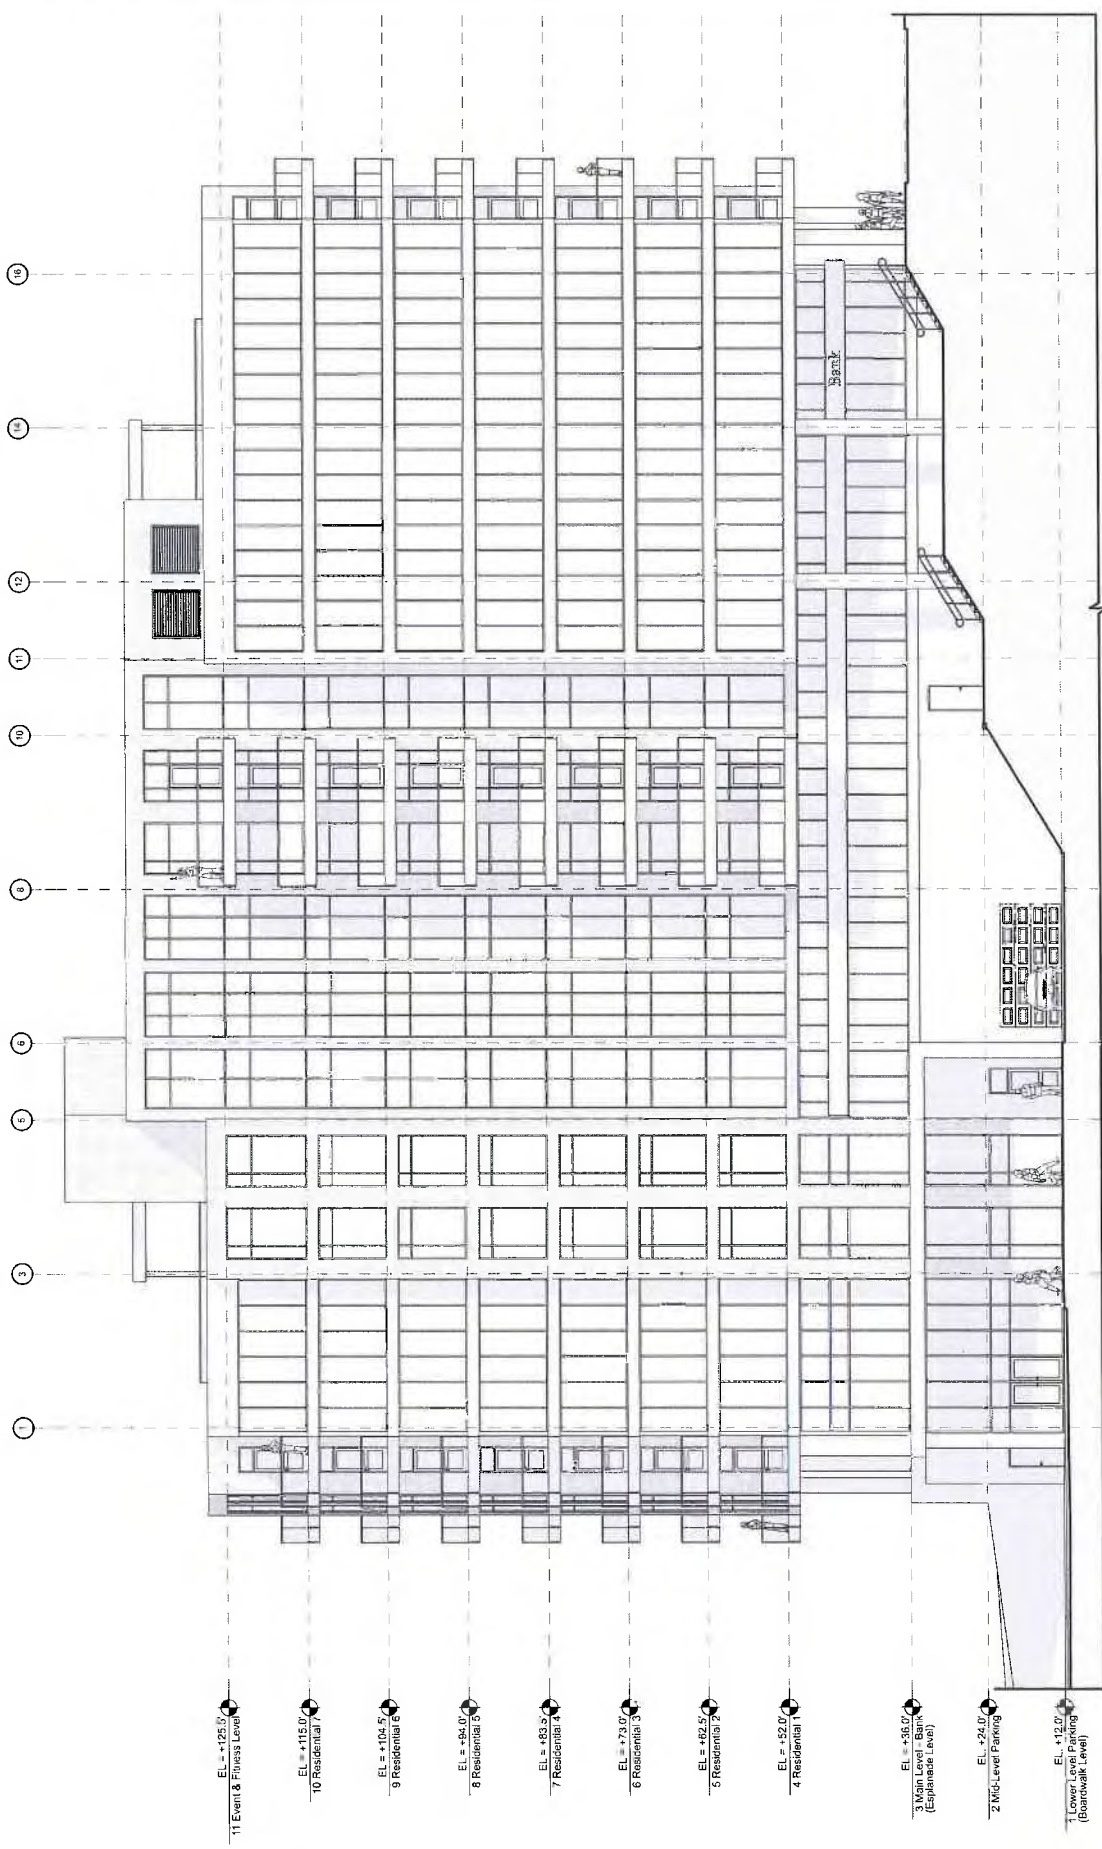 16
14
12
11
10
8
6
5
3
1
Bank
EL = +125.5'
11 Event & Fitness Level
EL = +115.0'
10 Residential 7
EL = +104.5'
9 Residential 6
EL = +94.0'
8 Residential 5
EL = +83.5'
7 Residential 4
EL = +73.0'
6 Residential 3
EL = +62.5'
5 Residential 2
EL = +52.0'
4 Residential 1
EL = +36.0'
3 Main Level - Bank
(Esplanade Level)
EL. +24.0'
2 Mid-Level Parking
EL. +12.0'
1 Lower Level Parking
(Boardwalk Level)